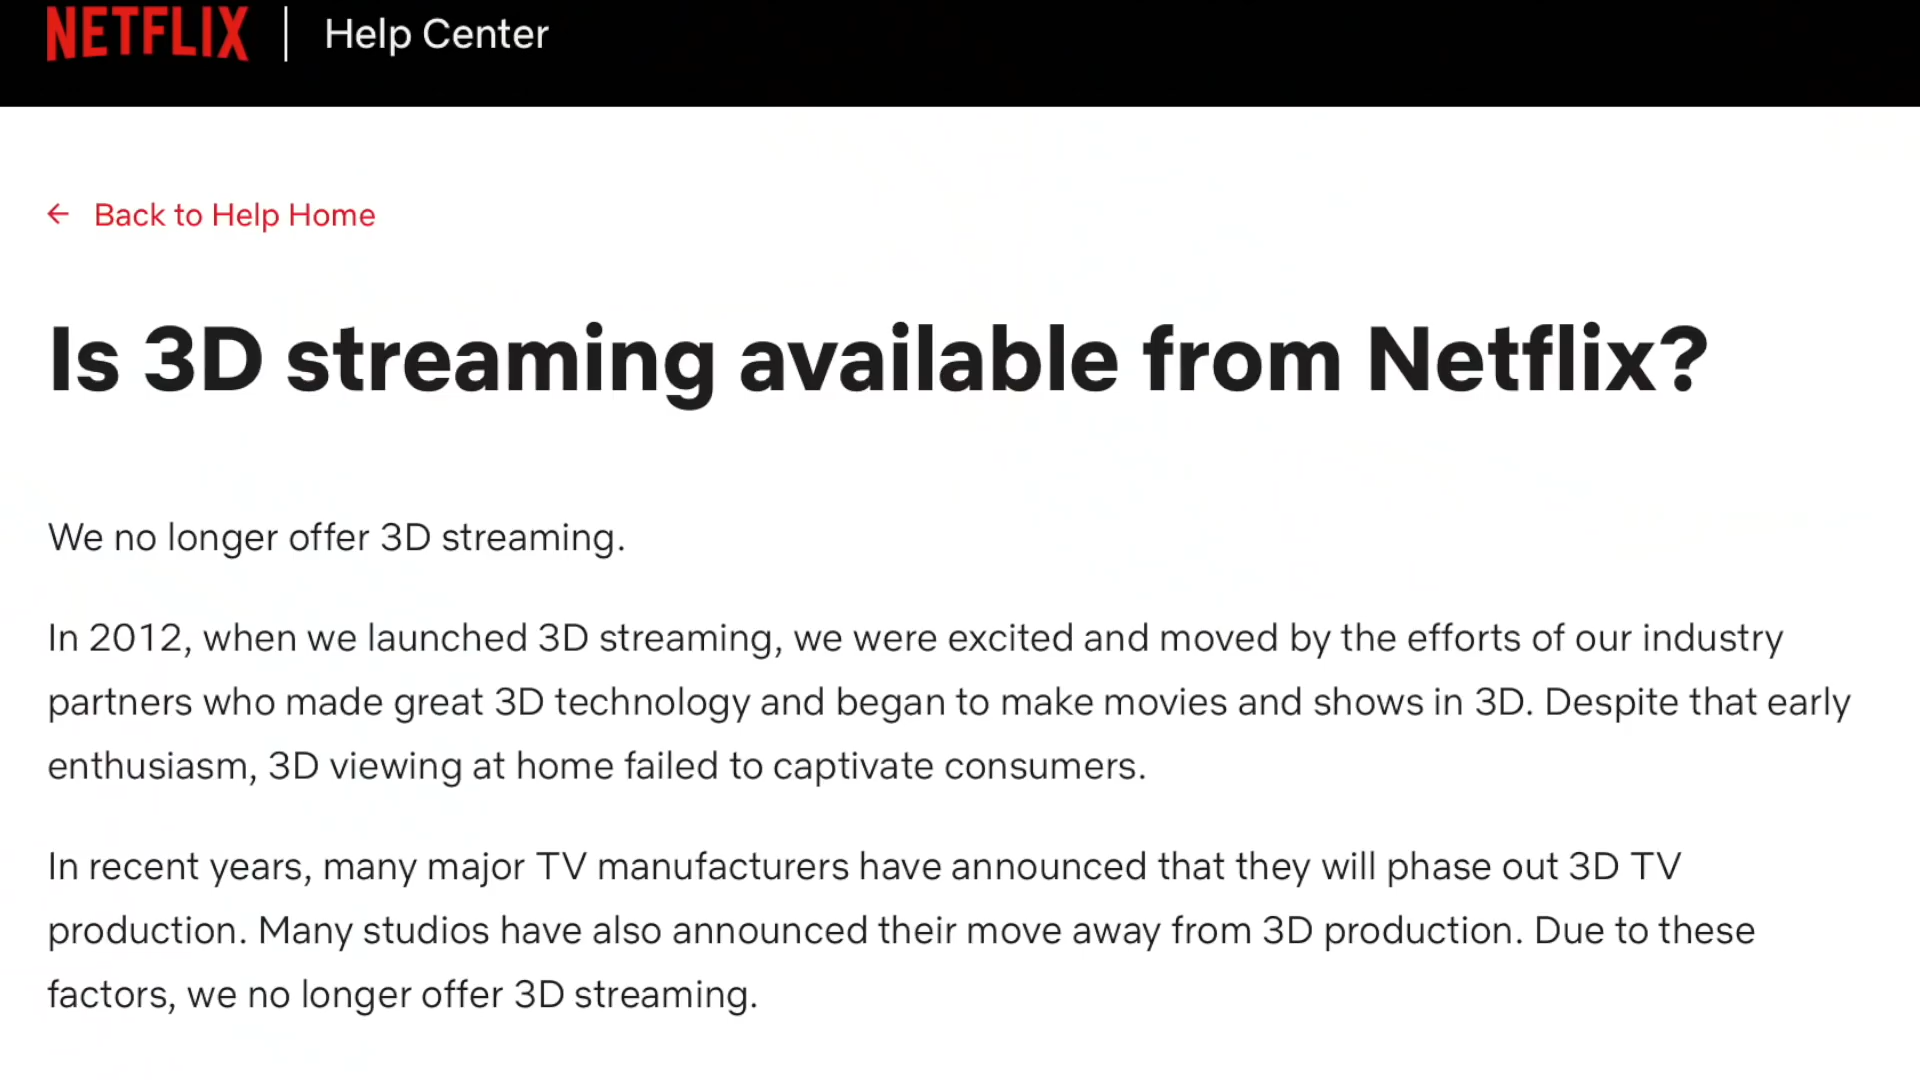 NETFLIX | Help Center
← Back to Help Home
Is 3D streaming available from Netflix?
We no longer offer 3D streaming.
In 2012, when we launched 3D streaming, we were excited and moved by the efforts of our industry
partners who made great 3D technology and began to make movies and shows in 3D. Despite that early
enthusiasm, 3D viewing at home failed to captivate consumers.
In recent years, many major TV manufacturers have announced that they will phase out 3D TV
production. Many studios have also announced their move away from 3D production. Due to these
factors, we no longer offer 3D streaming.